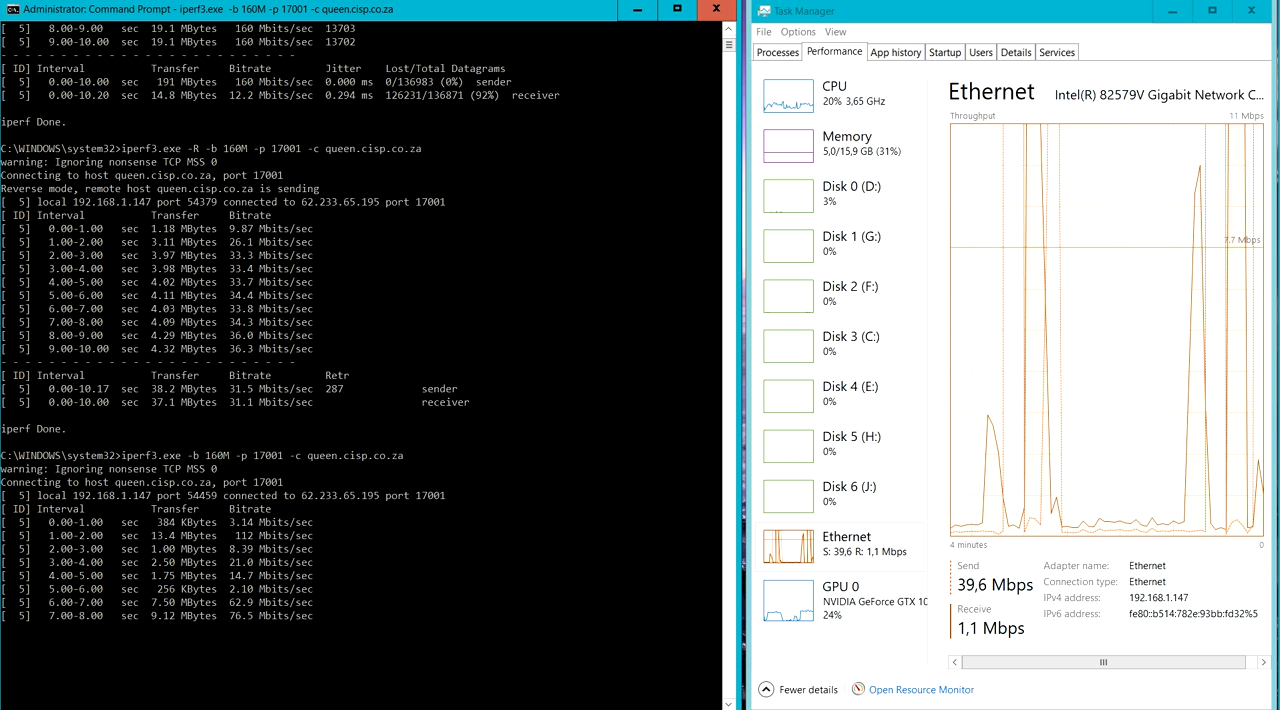 Administrator: Command Prompt - iperf3.exe  -b 160M -p 17001 -c queen.cisp.co.za
[  5]   8.00-9.00   sec  19.1 MBytes   160 Mbits/sec  13703
[  5]   9.00-10.00  sec  19.1 MBytes   160 Mbits/sec  13702
- - - - - - - - - - - - - - - - - - - - - - - - -
[ ID] Interval           Transfer     Bitrate         Jitter    Lost/Total Datagrams
[  5]   0.00-10.00  sec   191 MBytes   160 Mbits/sec  0.000 ms  0/136983 (0%)  sender
[  5]   0.00-10.20  sec  14.8 MBytes  12.2 Mbits/sec  0.294 ms  126231/136871 (92%)  receiver
iperf Done.
C:\WINDOWS\system32>iperf3.exe -R -b 160M -p 17001 -c queen.cisp.co.za
warning: Ignoring nonsense TCP MSS 0
Connecting to host queen.cisp.co.za, port 17001
Reverse mode, remote host queen.cisp.co.za is sending
[  5] local 192.168.1.147 port 54379 connected to 62.233.65.195 port 17001
[ ID] Interval           Transfer     Bitrate
[  5]   0.00-1.00   sec  1.18 MBytes  9.87 Mbits/sec
[  5]   1.00-2.00   sec  3.11 MBytes  26.1 Mbits/sec
[  5]   2.00-3.00   sec  3.97 MBytes  33.3 Mbits/sec
[  5]   3.00-4.00   sec  3.98 MBytes  33.4 Mbits/sec
[  5]   4.00-5.00   sec  4.02 MBytes  33.7 Mbits/sec
[  5]   5.00-6.00   sec  4.11 MBytes  34.4 Mbits/sec
[  5]   6.00-7.00   sec  4.03 MBytes  33.8 Mbits/sec
[  5]   7.00-8.00   sec  4.09 MBytes  34.3 Mbits/sec
[  5]   8.00-9.00   sec  4.29 MBytes  36.0 Mbits/sec
[  5]   9.00-10.00  sec  4.32 MBytes  36.3 Mbits/sec
- - - - - - - - - - - - - - - - - - - - - - - - -
[ ID] Interval           Transfer     Bitrate         Retr
[  5]   0.00-10.17  sec  38.2 MBytes  31.5 Mbits/sec  287             sender
[  5]   0.00-10.00  sec  37.1 MBytes  31.1 Mbits/sec                  receiver
iperf Done.
C:\WINDOWS\system32>iperf3.exe -b 160M -p 17001 -c queen.cisp.co.za
warning: Ignoring nonsense TCP MSS 0
Connecting to host queen.cisp.co.za, port 17001
[  5] local 192.168.1.147 port 54459 connected to 62.233.65.195 port 17001
[ ID] Interval           Transfer     Bitrate
[  5]   0.00-1.00   sec   384 KBytes  3.14 Mbits/sec
[  5]   1.00-2.00   sec  13.4 MBytes   112 Mbits/sec
[  5]   2.00-3.00   sec  1.00 MBytes  8.39 Mbits/sec
[  5]   3.00-4.00   sec  2.50 MBytes  21.0 Mbits/sec
[  5]   4.00-5.00   sec  1.75 MBytes  14.7 Mbits/sec
[  5]   5.00-6.00   sec   256 KBytes  2.10 Mbits/sec
[  5]   6.00-7.00   sec  7.50 MBytes  62.9 Mbits/sec
[  5]   7.00-8.00   sec  9.12 MBytes  76.5 Mbits/sec
Task Manager
File Options View
Processes Performance App history Startup Users Details Services
CPU
20% 3,65 GHz
Memory
5,0/15,9 GB (31%)
Disk 0 (D:)
3%
Disk 1 (G:)
0%
Disk 2 (F:)
0%
Disk 3 (C:)
0%
Disk 4 (E:)
0%
Disk 5 (H:)
0%
Disk 6 (J:)
0%
Ethernet
S: 39,6 R: 1,1 Mbps
GPU 0
NVIDIA GeForce GTX 10
24%
Ethernet Intel(R) 82579V Gigabit Network C...
Throughput 11 Mbps
7.7 Mbps
4 minutes 0
Send
39,6 Mbps
Receive
1,1 Mbps
Adapter name: Ethernet
Connection type: Ethernet
IPv4 address: 192.168.1.147
IPv6 address: fe80::b514:782e:93bb:fd32%5
Fewer details Open Resource Monitor